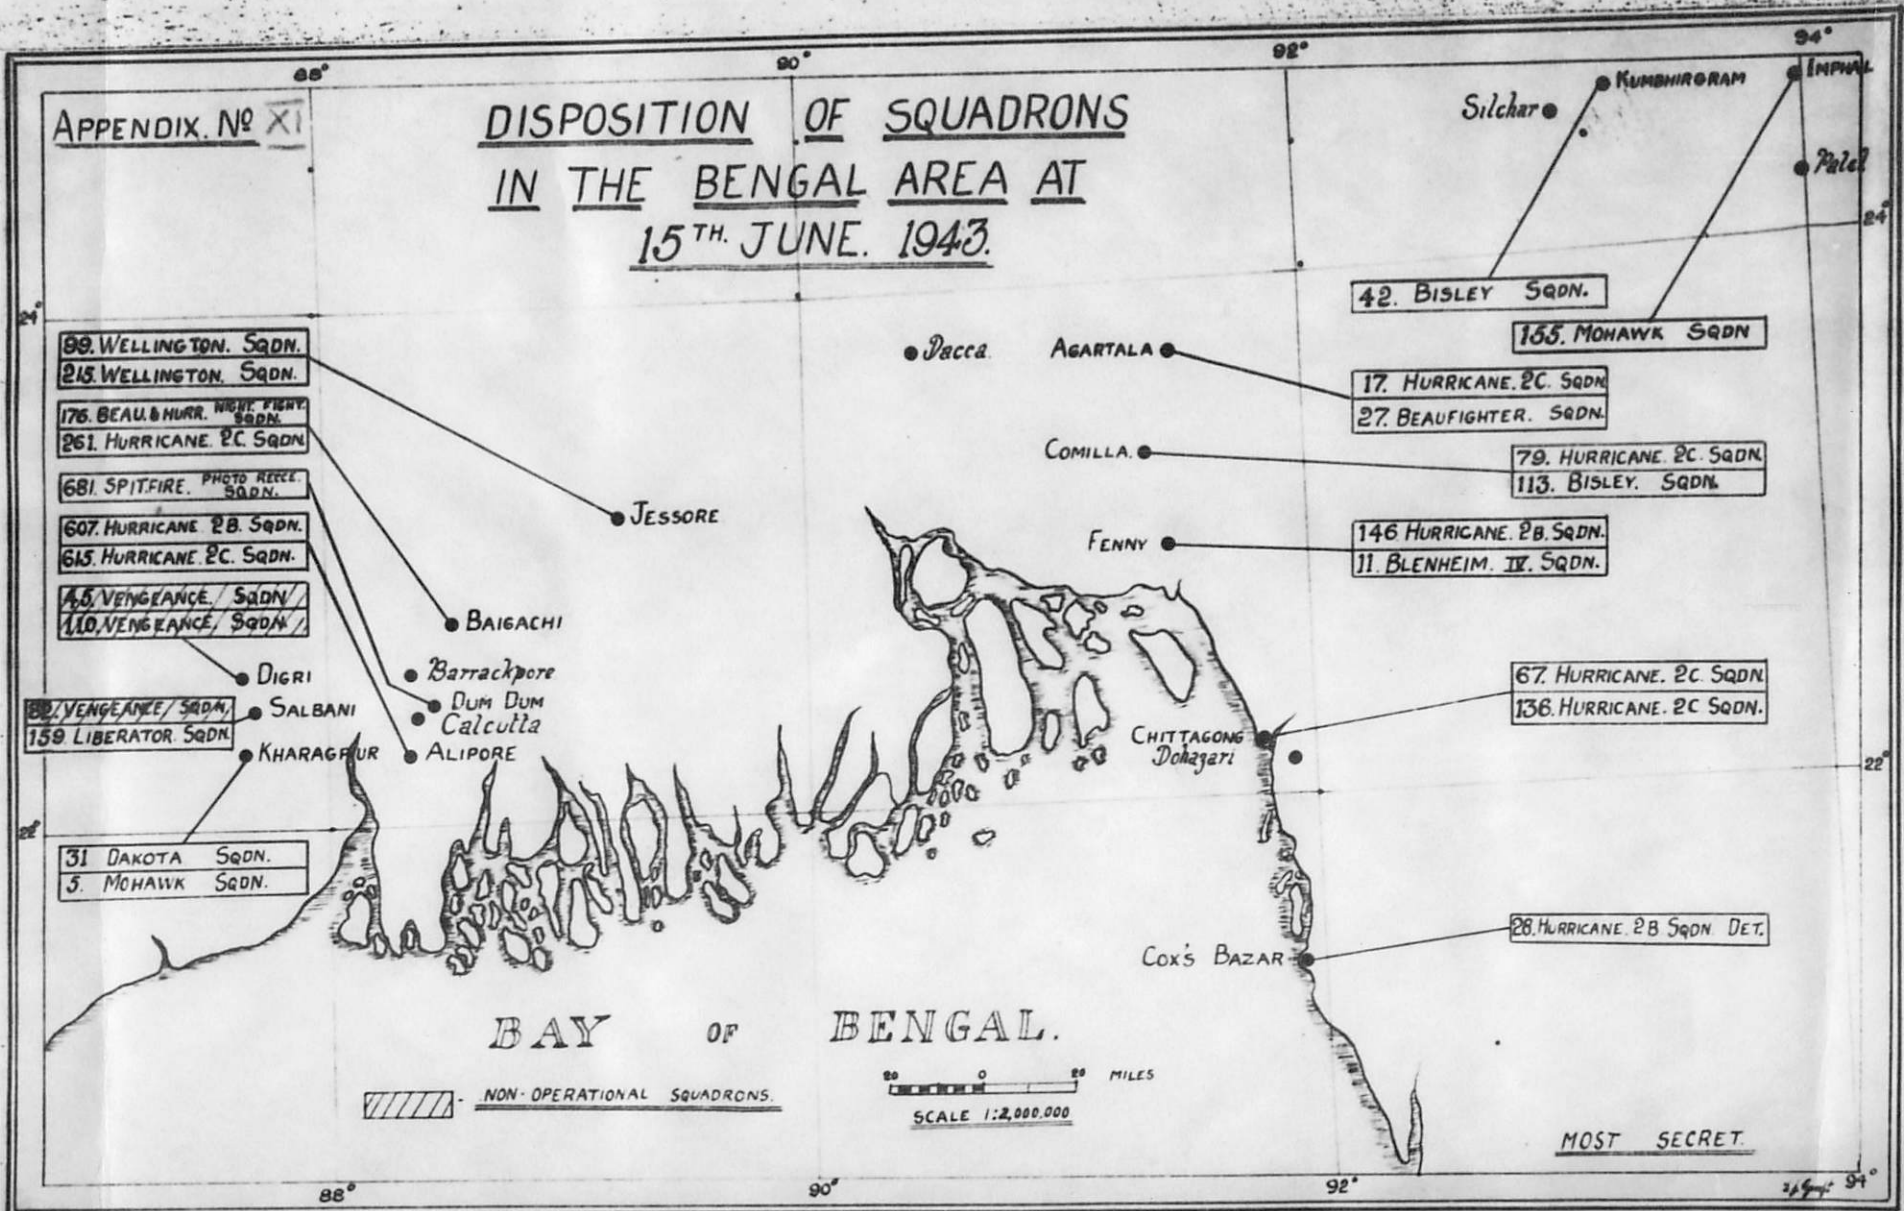 88°
90°
92°
94°
APPENDIX. Nº XI
DISPOSITION OF SQUADRONS
IN THE BENGAL AREA AT
15TH. JUNE. 1943.
KUMBHIRGRAM
IMPHAL
Silchar
Palel
24°
24°
42. BISLEY SQDN.
155. MOHAWK SQDN
99. WELLINGTON. SQDN.
215. WELLINGTON. SQDN.
Dacca.
AGARTALA
17. HURRICANE. 2C. SQDN
27. BEAUFIGHTER. SQDN.
176. BEAU. & HURR. NIGHT. FIGHT. SQDN.
261. HURRICANE. 2C. SQDN
COMILLA.
79. HURRICANE. 2C. SQDN.
113. BISLEY. SQDN.
681. SPITFIRE. PHOTO RECCE. SQDN.
JESSORE
607. HURRICANE. 2B. SQDN.
615. HURRICANE. 2C. SQDN.
FENNY
146 HURRICANE. 2B. SQDN.
11. BLENHEIM. IV. SQDN.
45. VENGEANCE. SQDN
110. VENGEANCE. SQDN.
BAIGACHI
DIGRI
Barrackpore
67. HURRICANE. 2C. SQDN
136. HURRICANE. 2C SQDN.
82. VENGEANCE. SQDN.
159. LIBERATOR. SQDN.
SALBANI
DUM DUM
Calcutta
KHARAGPUR
ALIPORE
CHITTAGONG
Dohazari
22°
22°
31 DAKOTA SQDN.
5. MOHAWK SQDN.
28. HURRICANE. 2B SQDN. DET.
COX'S BAZAR
BAY OF BENGAL.
20 0 20 MILES
NON-OPERATIONAL SQUADRONS.
SCALE 1:2,000,000
MOST SECRET.
88°
90°
92°
94°